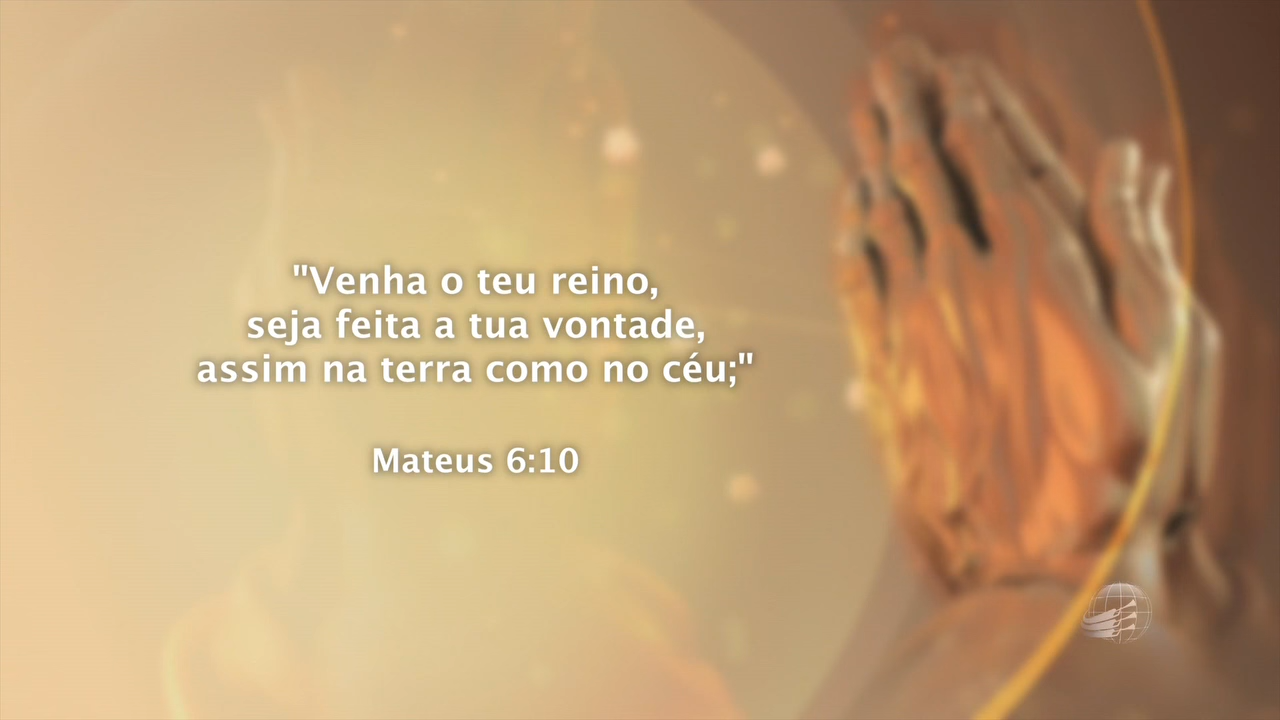 "Venha o teu reino,
seja feita a tua vontade,
assim na terra como no céu;"
Mateus 6:10